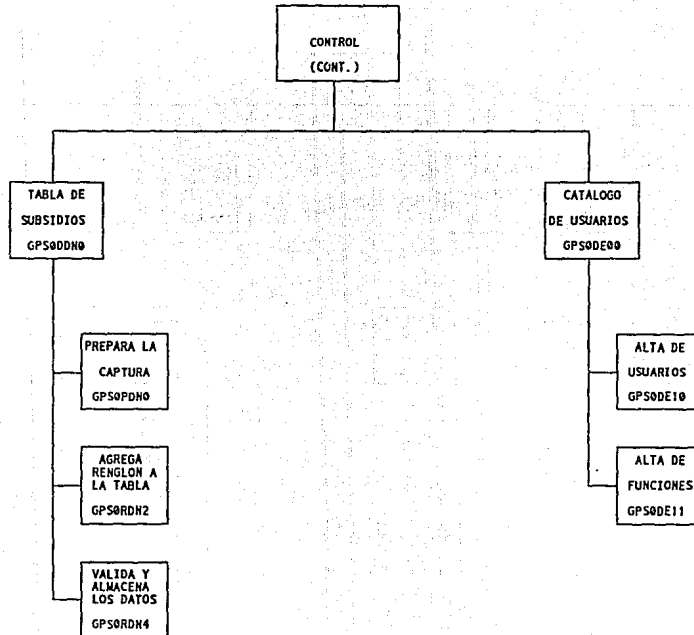 CONTROL
(CONT.)
TABLA DE
SUBSIDIOS
GPS0DDN0
CATALOGO
DE USUARIOS
GPS0DE00
PREPARA LA
CAPTURA
GPS0PDN0
AGREGA
RENGLON A
LA TABLA
GPS0RDN2
VALIDA Y
ALMACENA
LOS DATOS
GPS0RDN4
ALTA DE
USUARIOS
GPS0DE10
ALTA DE
FUNCIONES
GPS0DE11